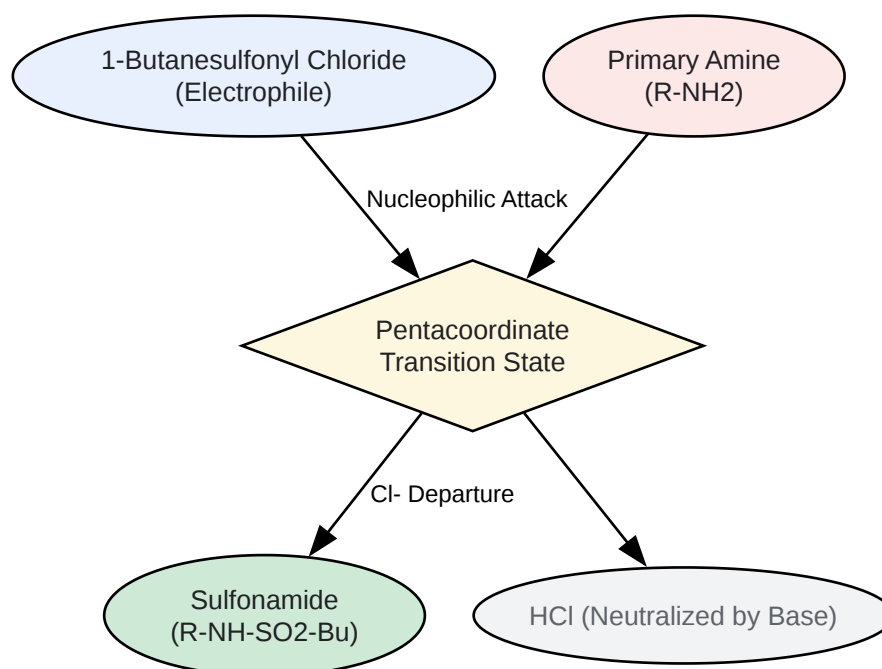 1-Butanesulfonyl Chloride
(Electrophile)
Primary Amine
(R-NH2)
Nucleophilic Attack
Pentacoordinate
Transition State
Cl- Departure
Sulfonamide
(R-NH-SO2-Bu)
HCl (Neutralized by Base)